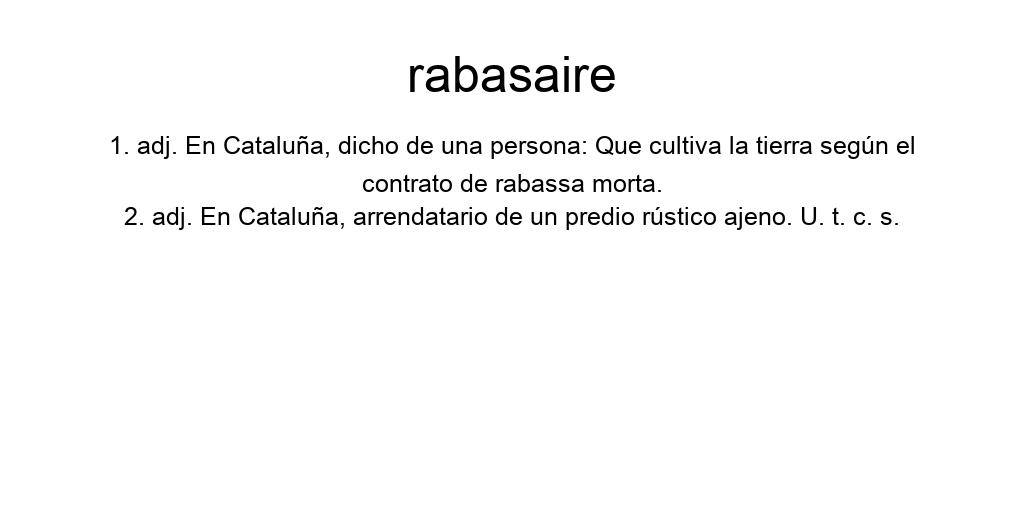 rabasaire
1. adj. En Cataluña, dicho de una persona: Que cultiva la tierra según el
contrato de rabassa morta.
2. adj. En Cataluña, arrendatario de un predio rústico ajeno. U. t. c. s.